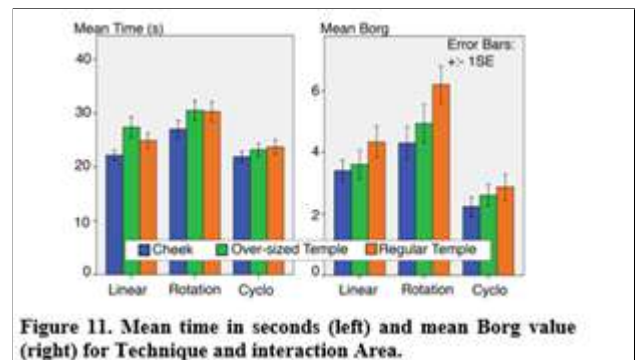 Mean Time (s)
Mean Borg
Error Bars:
+:- 1SE
40
30
20
10
0
6
4
2
0
Cheek
Over-sized Temple
Regular Temple
Linear
Rotation
Cyclo
Linear
Rotation
Cyclo
Figure 11. Mean time in seconds (left) and mean Borg value
(right) for Technique and interaction Area.